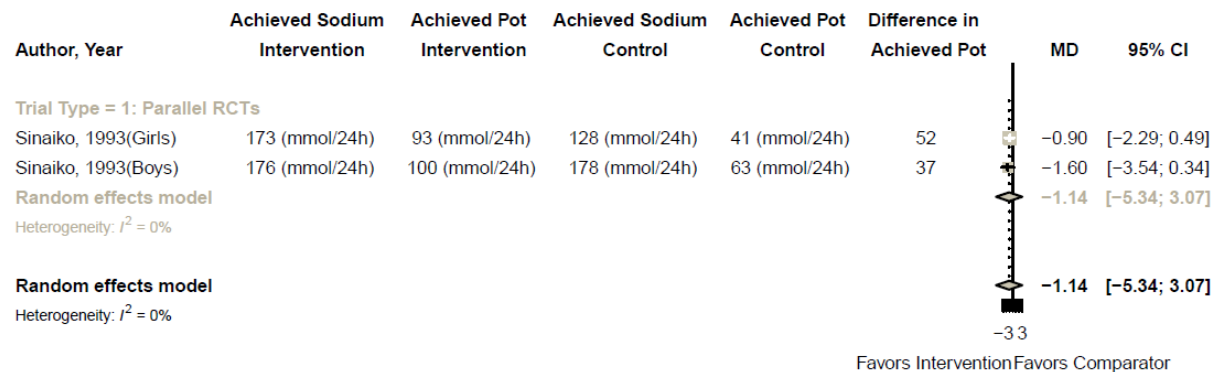 Achieved Sodium Achieved Pot Achieved Sodium Achieved Pot Difference in
Author, Year Intervention Intervention Control Control Achieved Pot MD 95% CI
Trial Type = 1: Parallel RCTs
Sinaiko, 1993(Girls) 173 (mmol/24h) 93 (mmol/24h) 128 (mmol/24h) 41 (mmol/24h) 52 −0.90 [−2.29; 0.49]
Sinaiko, 1993(Boys) 176 (mmol/24h) 100 (mmol/24h) 178 (mmol/24h) 63 (mmol/24h) 37 −1.60 [−3.54; 0.34]
Random effects model −1.14 [−5.34; 3.07]
Heterogeneity: I² = 0%
Random effects model −1.14 [−5.34; 3.07]
Heterogeneity: I² = 0%
−3 3
Favors Intervention Favors Comparator